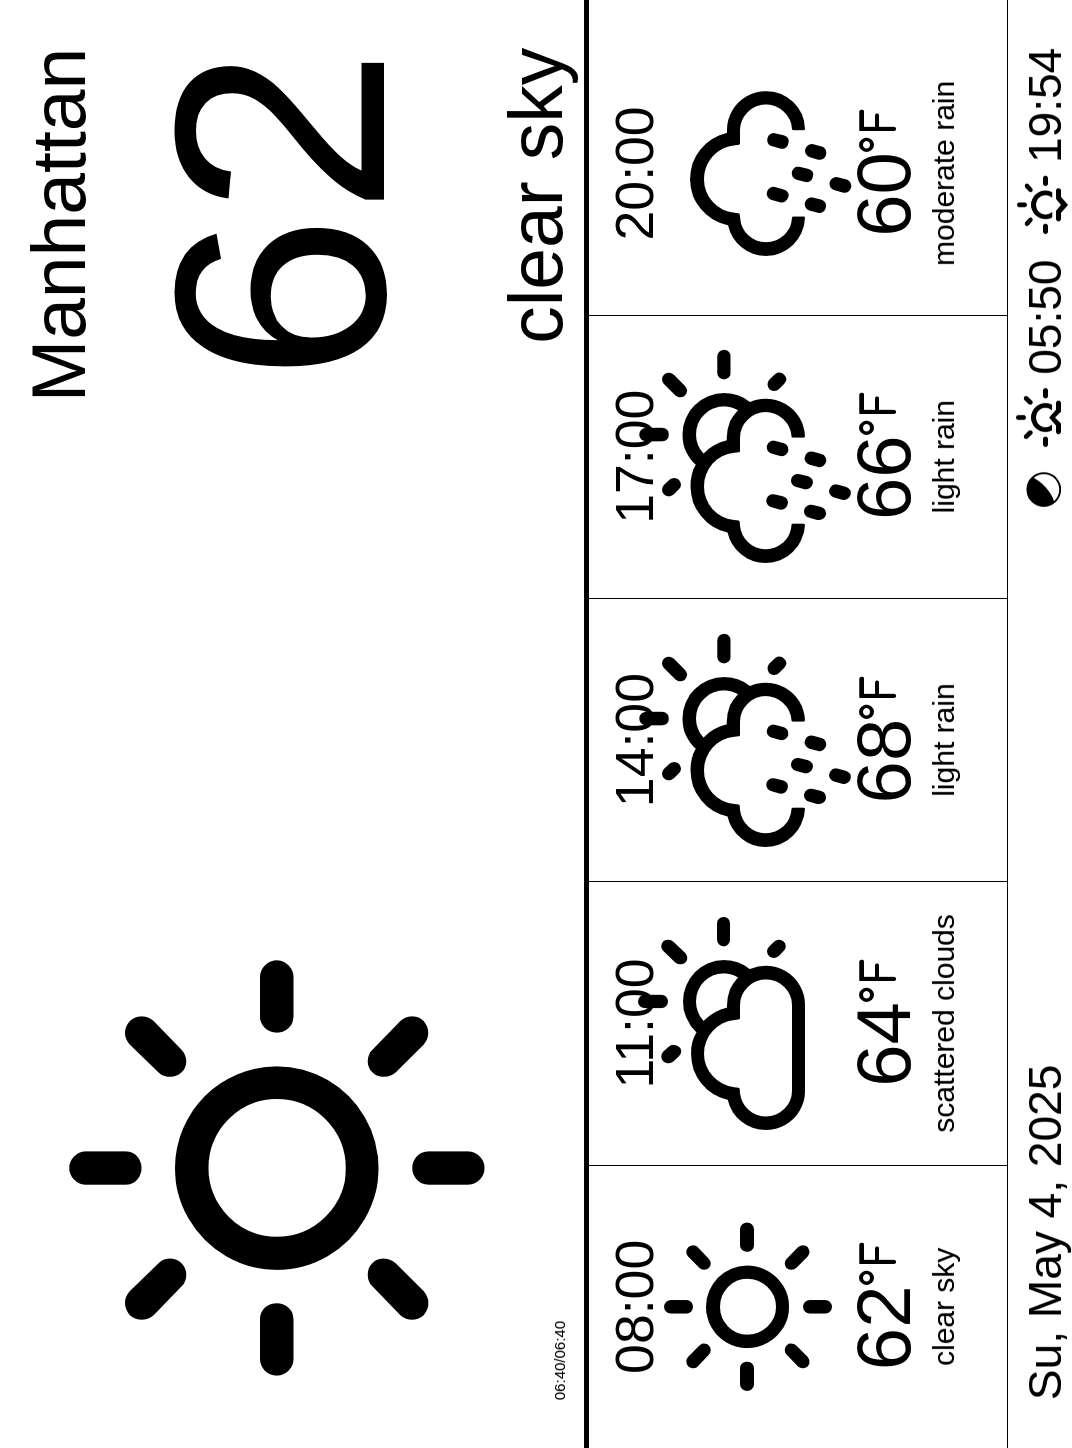 Manhattan
62
clear sky
06:40/06:40
08:00
62°F
clear sky
11:00
64°F
scattered clouds
14:00
68°F
light rain
17:00
66°F
light rain
20:00
60°F
moderate rain
Su, May 4, 2025
05:50
19:54